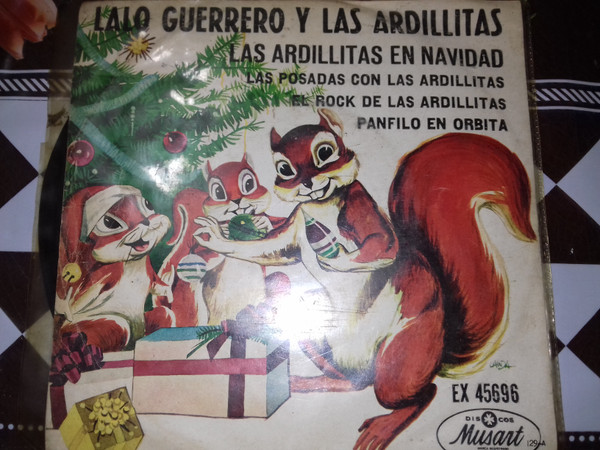 LALO GUERRERO Y LAS ARDILLITAS
LAS ARDILLITAS EN NAVIDAD
LAS POSADAS CON LAS ARDILLITAS
EL ROCK DE LAS ARDILLITAS
PANFILO EN ORBITA
EX 45696
DISCOS
Musart
129-A